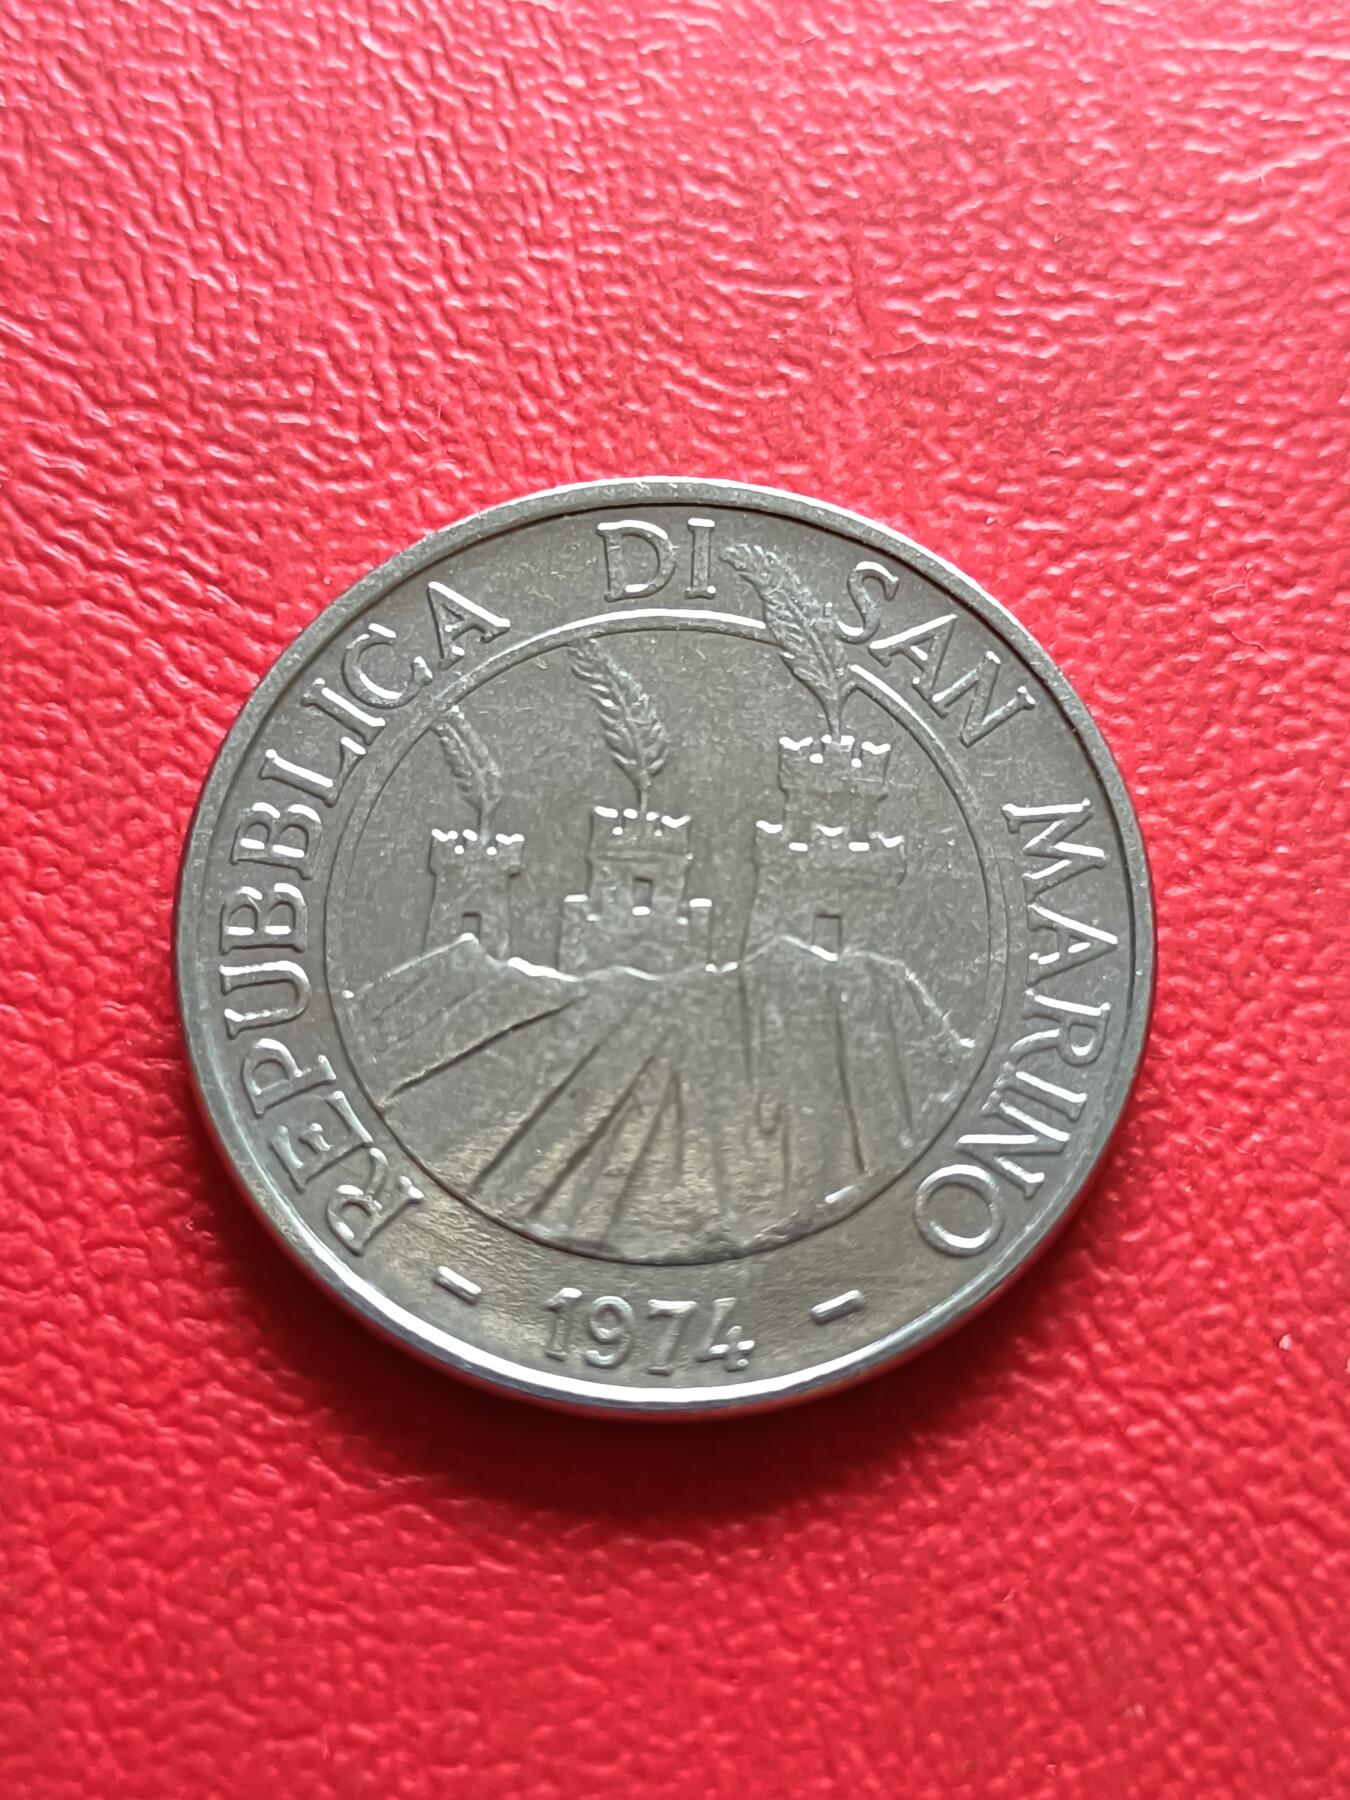 REPUBBLICA DI SAN MARINO
- 1974 -